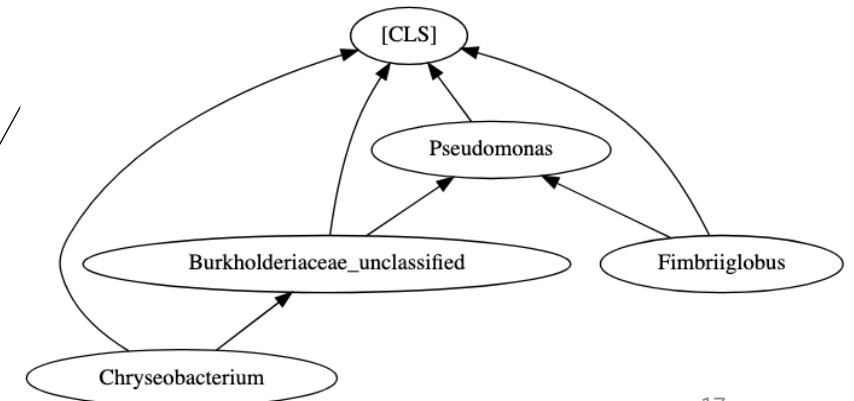 [CLS]
Pseudomonas
Burkholderiaceae_unclassified
Fimbriiglobus
Chryseobacterium